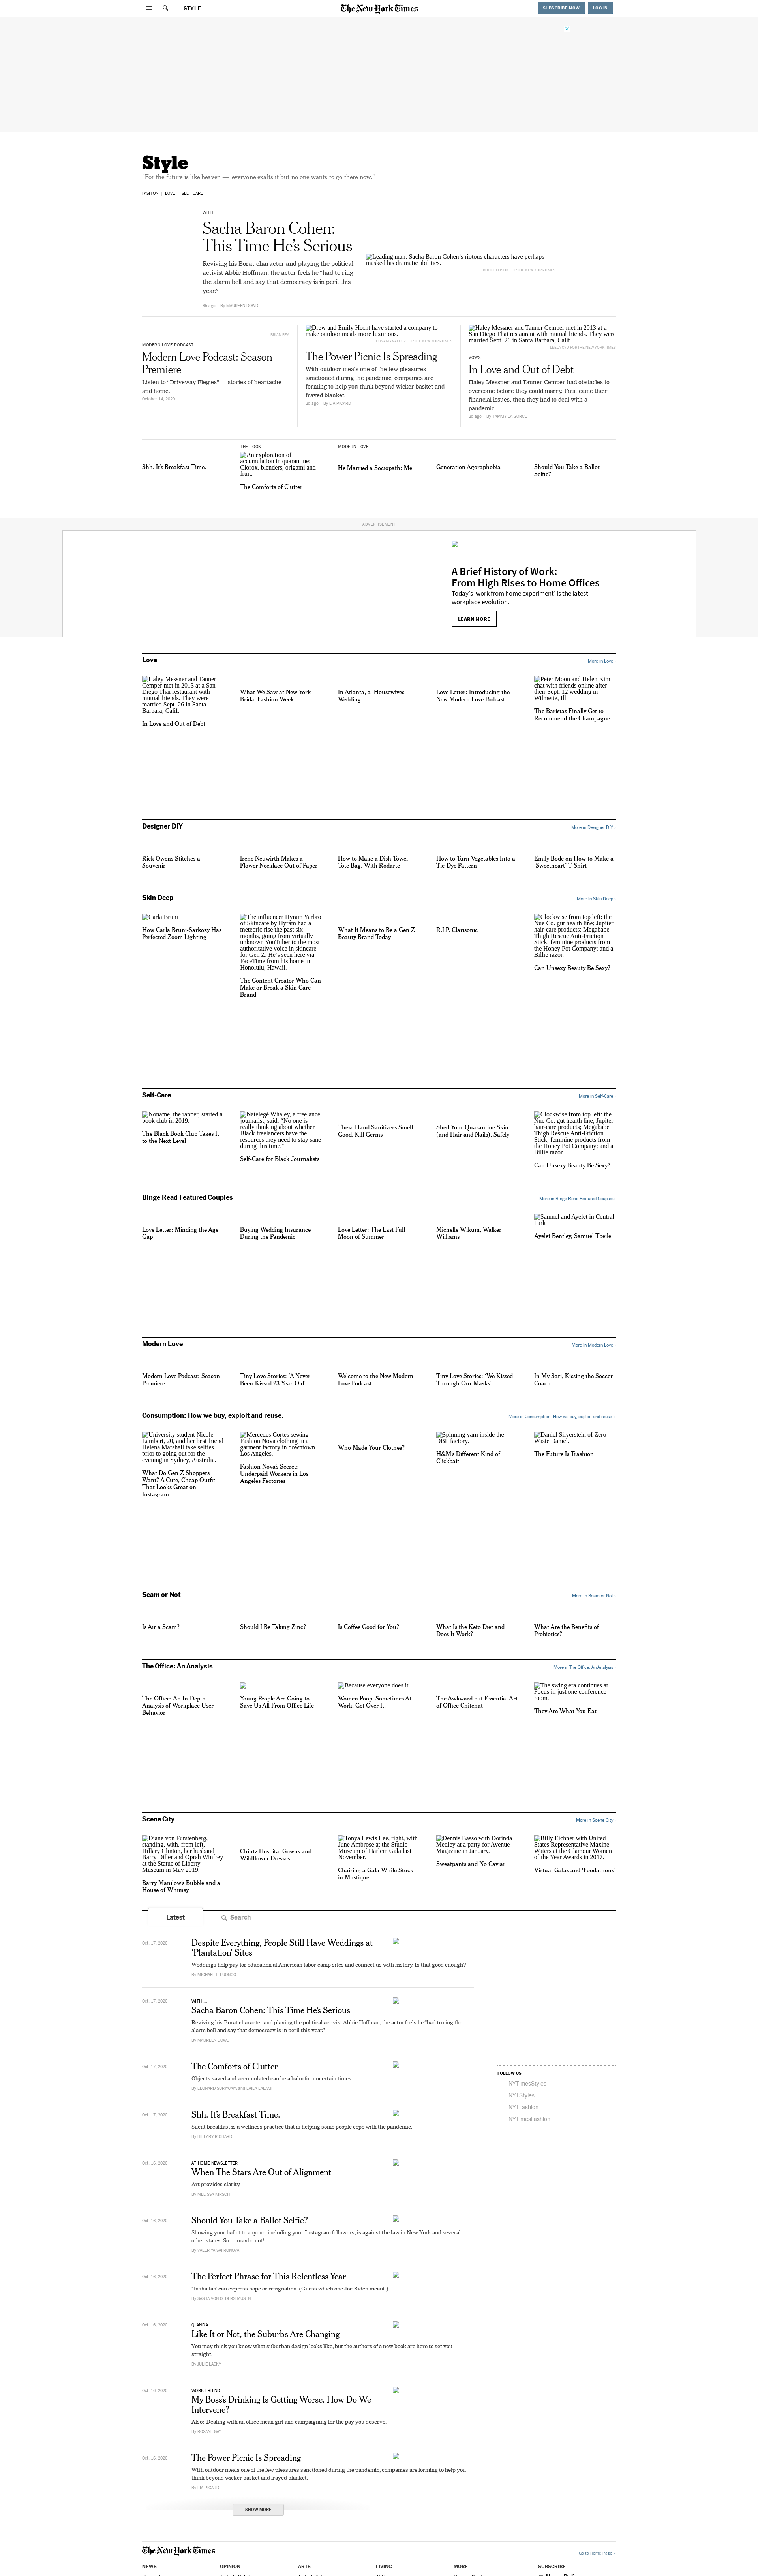 STYLE
The New York Times
SUBSCRIBE NOW
LOG IN
Style
"For the future is like heaven — everyone exalts it but no one wants to go there now."
FASHION
LOVE
SELF-CARE
WITH ...
Sacha Baron Cohen:
This Time He's Serious
Reviving his Borat character and playing the political
activist Abbie Hoffman, the actor feels he "had to ring
the alarm bell and say that democracy is in peril this
year."
By MAUREEN DOWD
Leading man: Sacha Baron Cohen's riotous characters have perhaps
masked his dramatic abilities.
MODERN LOVE PODCAST
Modern Love Podcast: Season
Premiere
Listen to "Driveway Elegies" — stories of heartache
and home.
October 14, 2020
Drew and Emily Hecht have started a company to
make outdoor meals more luxurious.
The Power Picnic Is Spreading
With outdoor meals one of the few pleasures
sanctioned during the pandemic, companies are
forming to help you think beyond wicker basket and
frayed blanket.
2d ago - By LIA PICARD
Haley Messner and Tanner Cemper met in 2013 at a
San Diego Thai restaurant with mutual friends. They were
married Sept. 26 in Santa Barbara, Calif.
VOWS
In Love and Out of Debt
Haley Messner and Tanner Cemper had obstacles to
overcome before they could marry. First came their
financial issues, then they had to deal with a
pandemic.
2d ago - By TAMMY LA GORCE
Shh. It's Breakfast Time.
THE LOOK
An exploration of
accumulation in quarantine:
Clorox, blenders, origami and
fruit.
The Comforts of Clutter
MODERN LOVE
He Married a Sociopath: Me
Generation Agoraphobia
Should You Take a Ballot
Selfie?
ADVERTISEMENT
A Brief History of Work:
From High Rises to Home Offices
Today's 'work from home experiment' is the latest
workplace evolution.
LEARN MORE
Love
More in Love ›
Haley Messner and Tanner
Cemper met in 2013 at a San
Diego Thai restaurant with
mutual friends. They were
married Sept. 26 in Santa
Barbara, Calif.
In Love and Out of Debt
What We Saw at New York
Bridal Fashion Week
In Atlanta, a 'Housewives'
Wedding
Love Letter: Introducing the
New Modern Love Podcast
Peter Moon and Helen Kim
chat with friends online after
their Sept. 12 wedding in
Wilmette, Ill.
The Baristas Finally Get to
Recommend the Champagne
Designer DIY
More in Designer DIY ›
Rick Owens Stitches a
Souvenir
Irene Neuwirth Makes a
Flower Necklace Out of Paper
How to Make a Dish Towel
Tote Bag, With Rodarte
How to Turn Vegetables Into a
Tie-Dye Pattern
Emily Bode on How to Make a
'Sweetheart' T-Shirt
Skin Deep
More in Skin Deep ›
Carla Bruni
How Carla Bruni-Sarkozy Has
Perfected Zoom Lighting
The influencer Hyram Yarbro
of Skincare by Hyram had a
meteoric rise the past six
months, going from virtually
unknown YouTuber to the most
authoritative voice in skincare
for Gen Z. He's seen here via
FaceTime from his home in
Honolulu, Hawaii.
The Content Creator Who Can
Make or Break a Skin Care
Brand
What It Means to Be a Gen Z
Beauty Brand Today
R.I.P. Clarisonic
Clockwise from top left: the
Nue Co. gut health line; Jupiter
hair-care products; Megababe
Thigh Rescue Anti-Friction
Stick; feminine products from
the Honey Pot Company; and a
Billie razor.
Can Unsexy Beauty Be Sexy?
Self-Care
More in Self-Care ›
Noname, the rapper, started a
book club in 2019.
The Black Book Club Takes It
to the Next Level
Natelegé Whaley, a freelance
journalist, said: "No one is
really thinking about whether
Black freelancers have the
resources they need to stay sane
during this time."
Self-Care for Black Journalists
These Hand Sanitizers Smell
Good, Kill Germs
Shed Your Quarantine Skin
(and Hair and Nails), Safely
Clockwise from top left: the
Nue Co. gut health line; Jupiter
hair-care products; Megababe
Thigh Rescue Anti-Friction
Stick; feminine products from
the Honey Pot Company; and a
Billie razor.
Can Unsexy Beauty Be Sexy?
Binge Read Featured Couples
More in Binge Read Featured Couples ›
Love Letter: Minding the Age
Gap
Buying Wedding Insurance
During the Pandemic
Love Letter: The Last Full
Moon of Summer
Michelle Wikum, Walker
Williams
Samuel and Ayelet in Central
Park
Ayelet Bentley, Samuel Tbeile
Modern Love
More in Modern Love ›
Modern Love Podcast: Season
Premiere
Tiny Love Stories: 'A Never-
Been-Kissed 23-Year-Old'
Welcome to the New Modern
Love Podcast
Tiny Love Stories: 'We Kissed
Through Our Masks'
In My Sari, Kissing the Soccer
Coach
Consumption: How we buy, exploit and reuse.
More in Consumption: How we buy, exploit and reuse. ›
University student Nicole
Lambert, 20, and her best friend
Helena Marshall take selfies
prior to going out for the
evening in Sydney, Australia.
What Do Gen Z Shoppers
Want? A Cute, Cheap Outfit
That Looks Great on
Instagram
Mercedes Cortes sewing
Fashion Nova clothing in a
garment factory in downtown
Los Angeles.
Fashion Nova's Secret:
Underpaid Workers in Los
Angeles Factories
Who Made Your Clothes?
Spinning yarn inside the
DBL factory.
H&M's Different Kind of
Clickbait
Daniel Silverstein of Zero
Waste Daniel.
The Future Is Trashion
Scam or Not
More in Scam or Not ›
Is Air a Scam?
Should I Be Taking Zinc?
Is Coffee Good for You?
What Is the Keto Diet and
Does It Work?
What Are the Benefits of
Probiotics?
The Office: An Analysis
More in The Office: An Analysis ›
The Office: An In-Depth
Analysis of Workplace User
Behavior
Young People Are Going to
Save Us All From Office Life
Because everyone does it.
Women Poop. Sometimes At
Work. Get Over It.
The Awkward but Essential Art
of Office Chitchat
The swing era continues at
Focus in just one conference
room.
They Are What You Eat
Scene City
More in Scene City ›
Diane von Furstenberg,
standing, with, from left,
Hillary Clinton, her husband
Barry Diller and Oprah Winfrey
at the Statue of Liberty
Museum in May 2019.
Barry Manilow's Bubble and a
House of Whimsy
Chintz Hospital Gowns and
Wildflower Dresses
Tonya Lewis Lee, right, with
June Ambrose at the Studio
Museum of Harlem Gala last
November.
Chairing a Gala While Stuck
in Mustique
Dennis Basso with Dorinda
Medley at a party for Avenue
Magazine in January.
Sweatpants and No Caviar
Billy Eichner with United
States Representative Maxine
Waters at the Glamour Women
of the Year Awards in 2017.
Virtual Galas and 'Foodathons'
Latest
Search
Oct. 17, 2020
Despite Everything, People Still Have Weddings at
'Plantation' Sites
Weddings help pay for education at American labor camp sites and connect us with history. Is that good enough?
By MICHAEL T. LUONGO
Oct. 17, 2020
WITH ...
Sacha Baron Cohen: This Time He's Serious
Reviving his Borat character and playing the political activist Abbie Hoffman, the actor feels he "had to ring the
alarm bell and say that democracy is in peril this year."
By MAUREEN DOWD
Oct. 17, 2020
The Comforts of Clutter
Objects saved and accumulated can be a balm for uncertain times.
Oct. 17, 2020
Shh. It's Breakfast Time.
Silent breakfast is a wellness practice that is helping some people cope with the pandemic.
By HILLARY RICHARD
Oct. 16, 2020
AT HOME NEWSLETTER
When The Stars Are Out of Alignment
Art provides clarity.
By MELISSA KIRSCH
Oct. 16, 2020
Should You Take a Ballot Selfie?
Showing your ballot to anyone, including your Instagram followers, is against the law in New York and several
other states. So ... maybe not!
By VALERIYA SAFRONOVA
Oct. 16, 2020
The Perfect Phrase for This Relentless Year
'Inshallah' can express hope or resignation. (Guess which one Joe Biden meant.)
By SASHA VON OLDERSHAUSEN
Oct. 16, 2020
Q. AND A.
Like It or Not, the Suburbs Are Changing
You may think you know what suburban design looks like, but the authors of a new book are here to set you
straight.
By JULIE LASKY
Oct. 16, 2020
WORK FRIEND
My Boss's Drinking Is Getting Worse. How Do We
Intervene?
Also: Dealing with an office mean girl and campaigning for the pay you deserve.
By ROXANE GAY
Oct. 16, 2020
The Power Picnic Is Spreading
With outdoor meals one of the few pleasures sanctioned during the pandemic, companies are forming to help you
think beyond wicker basket and frayed blanket.
By LIA PICARD
SHOW MORE
FOLLOW US
NYTimesStyles
NYTStyles
NYTFashion
NYTimesFashion
The New York Times
Go to Home Page »
NEWS
OPINION
ARTS
LIVING
MORE
SUBSCRIBE